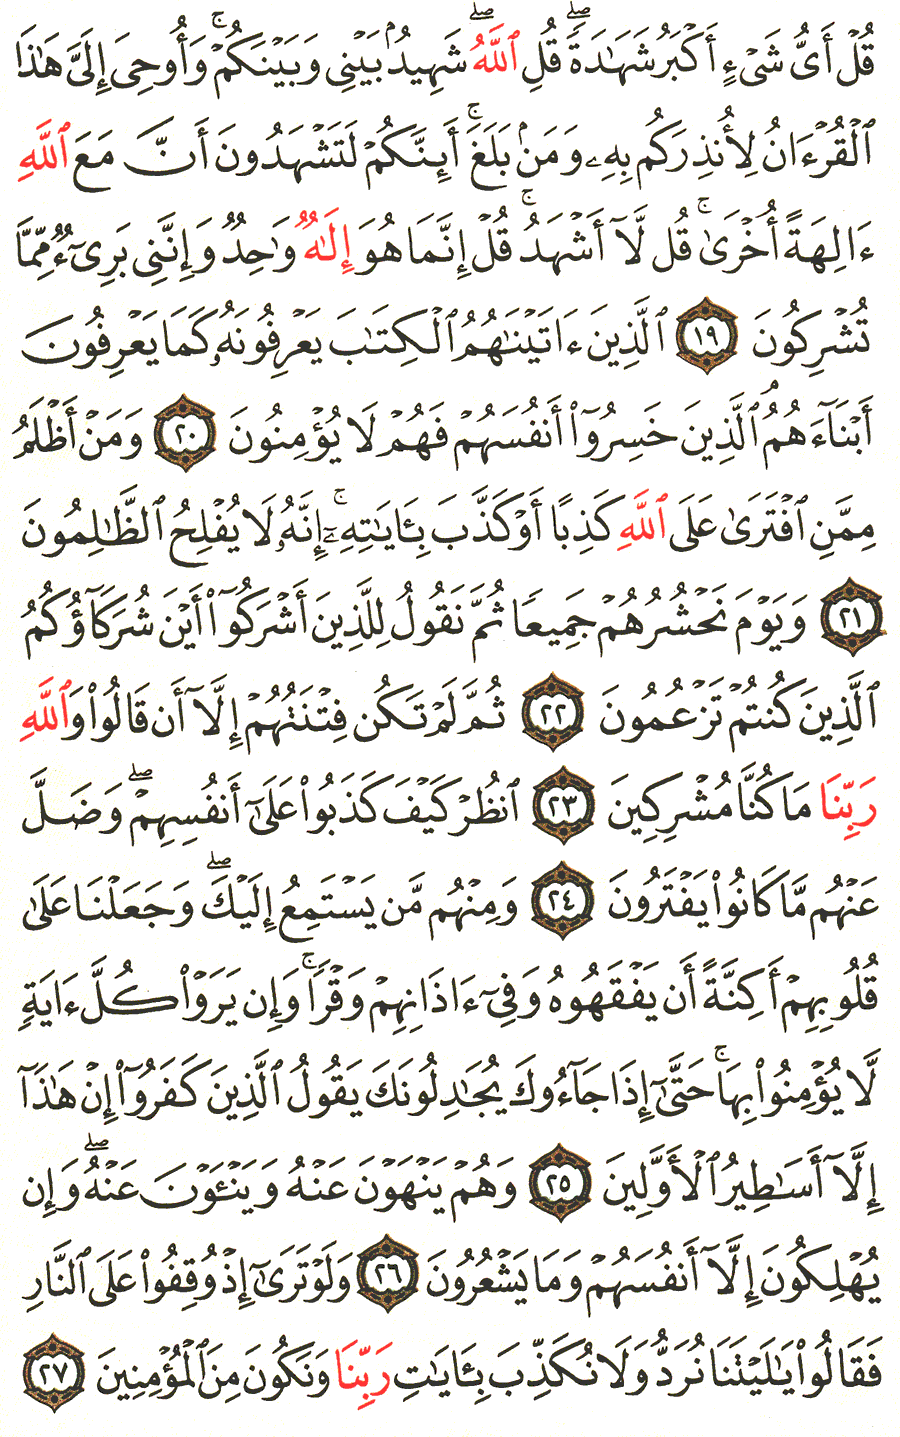 قُلْ أَىُّ شَىْءٍ أَكْبَرُ شَهَٰدَةً ۖ قُلِ ٱللَّهُ ۖ شَهِيدٌۢ بَيْنِى وَبَيْنَكُمْ ۚ وَأُوحِىَ إِلَىَّ هَٰذَا
ٱلْقُرْءَانُ لِأُنذِرَكُم بِهِۦ وَمَنۢ بَلَغَ ۚ أَئِنَّكُمْ لَتَشْهَدُونَ أَنَّ مَعَ ٱللَّهِ
ءَالِهَةً أُخْرَىٰ ۚ قُل لَّآ أَشْهَدُ ۚ قُلْ إِنَّمَا هُوَ إِلَٰهٌ وَٰحِدٌ وَإِنَّنِى بَرِىٓءٌ مِّمَّا
تُشْرِكُونَ ١٩ ٱلَّذِينَ ءَاتَيْنَٰهُمُ ٱلْكِتَٰبَ يَعْرِفُونَهُۥ كَمَا يَعْرِفُونَ
أَبْنَآءَهُمُ ۘ ٱلَّذِينَ خَسِرُوٓا۟ أَنفُسَهُمْ فَهُمْ لَا يُؤْمِنُونَ ٢٠ وَمَنْ أَظْلَمُ
مِمَّنِ ٱفْتَرَىٰ عَلَى ٱللَّهِ كَذِبًا أَوْ كَذَّبَ بِـَٔايَٰتِهِۦٓ ۚ إِنَّهُۥ لَا يُفْلِحُ ٱلظَّٰلِمُونَ
٢١ وَيَوْمَ نَحْشُرُهُمْ جَمِيعًا ثُمَّ نَقُولُ لِلَّذِينَ أَشْرَكُوٓا۟ أَيْنَ شُرَكَآؤُكُمُ
ٱلَّذِينَ كُنتُمْ تَزْعُمُونَ ٢٢ ثُمَّ لَمْ تَكُن فِتْنَتُهُمْ إِلَّآ أَن قَالُوا۟ وَٱللَّهِ
رَبِّنَا مَا كُنَّا مُشْرِكِينَ ٢٣ ٱنظُرْ كَيْفَ كَذَبُوا۟ عَلَىٰٓ أَنفُسِهِمْ ۖ وَضَلَّ
عَنْهُم مَّا كَانُوا۟ يَفْتَرُونَ ٢٤ وَمِنْهُم مَّن يَسْتَمِعُ إِلَيْكَ ۖ وَجَعَلْنَا عَلَىٰ
قُلُوبِهِمْ أَكِنَّةً أَن يَفْقَهُوهُ وَفِىٓ ءَاذَانِهِمْ وَقْرًا ۚ وَإِن يَرَوْا۟ كُلَّ ءَايَةٍ
لَّا يُؤْمِنُوا۟ بِهَا ۚ حَتَّىٰٓ إِذَا جَآءُوكَ يُجَٰدِلُونَكَ يَقُولُ ٱلَّذِينَ كَفَرُوٓا۟ إِنْ هَٰذَآ
إِلَّآ أَسَٰطِيرُ ٱلْأَوَّلِينَ ٢٥ وَهُمْ يَنْهَوْنَ عَنْهُ وَيَنْـَٔوْنَ عَنْهُ ۖ وَإِن
يُهْلِكُونَ إِلَّآ أَنفُسَهُمْ وَمَا يَشْعُرُونَ ٢٦ وَلَوْ تَرَىٰٓ إِذْ وُقِفُوا۟ عَلَى ٱلنَّارِ
فَقَالُوا۟ يَٰلَيْتَنَا نُرَدُّ وَلَا نُكَذِّبَ بِـَٔايَٰتِ رَبِّنَا وَنَكُونَ مِنَ ٱلْمُؤْمِنِينَ ٢٧